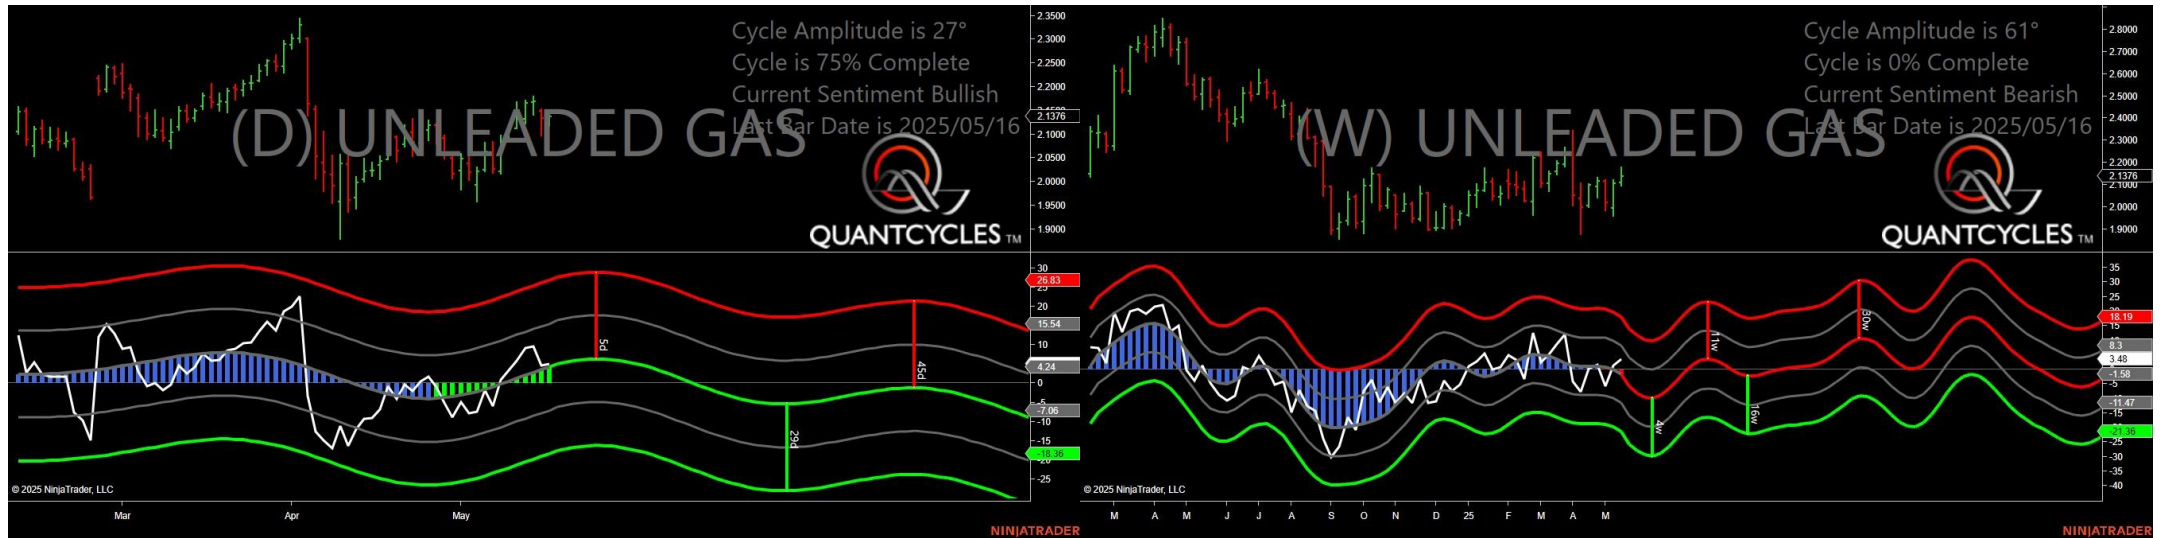 Cycle Amplitude is 27°
Cycle is 75% Complete
Current Sentiment Bullish
Last Bar Date is 2025/05/16
(D) UNLEADED GAS
QUANTCYCLES TM
2.3500
2.3000
2.2500
2.2000
2.1376
2.1000
2.0500
2.0000
1.9500
1.9000
30
26.83
20
15.54
10
4.24
0
-5
-7.06
-10
-15
-18.36
-25
5d
45d
29d
© 2025 NinjaTrader, LLC
Mar Apr May
NINJATRADER
Cycle Amplitude is 61°
Cycle is 0% Complete
Current Sentiment Bearish
Last Bar Date is 2025/05/16
(W) UNLEADED GAS
QUANTCYCLES TM
2.8000
2.7000
2.6000
2.5000
2.4000
2.3000
2.2000
2.1376
2.1000
2.0000
1.9000
35
30
25
18.19
15
8.3
3.48
-1.58
-5
-11.47
-15
-21.36
-25
-30
-35
-40
11w
30w
4w
16w
© 2025 NinjaTrader, LLC
M A M J J A S O N D 25 F M A M
NINJATRADER